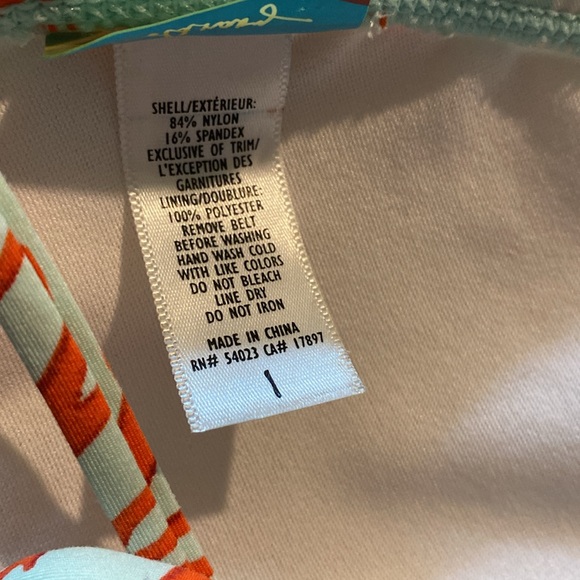 SHELL/EXTÉRIEUR:
84% NYLON
16% SPANDEX
EXCLUSIVE OF TRIM/
L'EXCEPTION DES
GARNITURES
LINING/DOUBLURE:
100% POLYESTER
REMOVE BELT
BEFORE WASHING
HAND WASH COLD
WITH LIKE COLORS
DO NOT BLEACH
LINE DRY
DO NOT IRON
MADE IN CHINA
RN# 54023 CA# 17897